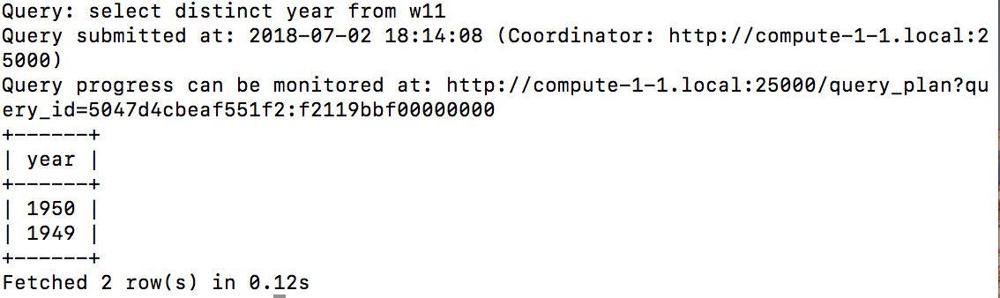 Query: select distinct year from w11
Query submitted at: 2018-07-02 18:14:08 (Coordinator: http://compute-1-1.local:2
5000)
Query progress can be monitored at: http://compute-1-1.local:25000/query_plan?qu
ery_id=5047d4cbeaf551f2:f2119bbf00000000
+------+
| year |
+------+
| 1950 |
| 1949 |
+------+
Fetched 2 row(s) in 0.12s